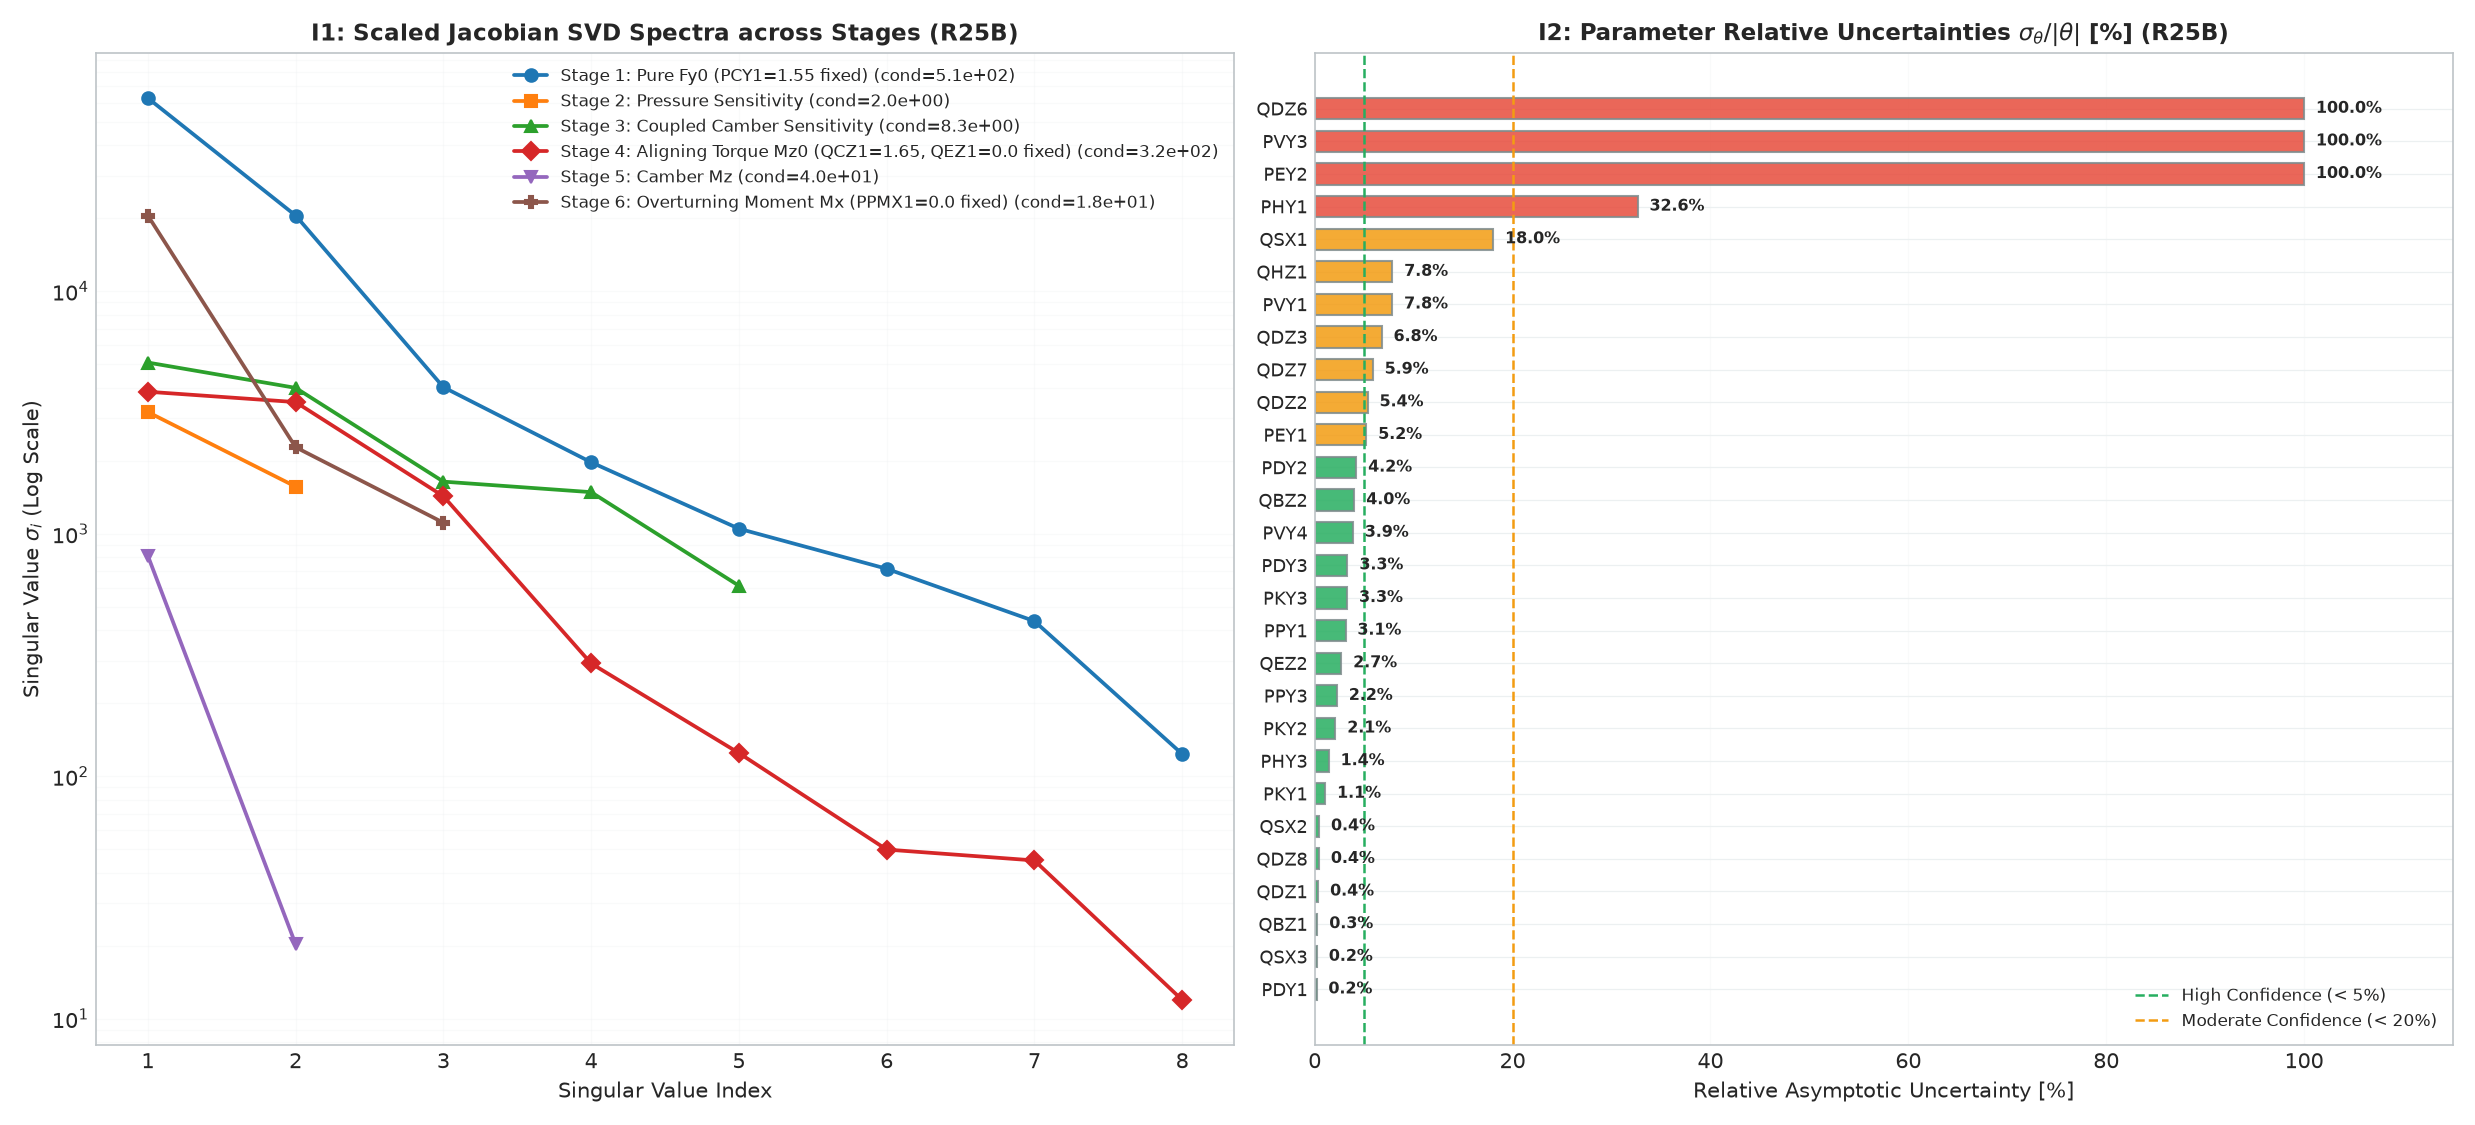 I1: Scaled Jacobian SVD Spectra across Stages (R25B)
Stage 1: Pure Fy0 (PCY1=1.55 fixed) (cond=5.1e+02)
Stage 2: Pressure Sensitivity (cond=2.0e+00)
Stage 3: Coupled Camber Sensitivity (cond=8.3e+00)
Stage 4: Aligning Torque Mz0 (QCZ1=1.65, QEZ1=0.0 fixed) (cond=3.2e+02)
Stage 5: Camber Mz (cond=4.0e+01)
Stage 6: Overturning Moment Mx (PPMX1=0.0 fixed) (cond=1.8e+01)
Singular Value σᵢ (Log Scale)
10⁴
10³
10²
10¹
1 2 3 4 5 6 7 8
Singular Value Index
I2: Parameter Relative Uncertainties σ_θ/|θ| [%] (R25B)
QDZ6 100.0%
PVY3 100.0%
PEY2 100.0%
PHY1 32.6%
QSX1 18.0%
QHZ1 7.8%
PVY1 7.8%
QDZ3 6.8%
QDZ7 5.9%
QDZ2 5.4%
PEY1 5.2%
PDY2 4.2%
QBZ2 4.0%
PVY4 3.9%
PDY3 3.3%
PKY3 3.3%
PPY1 3.1%
QEZ2 2.7%
PPY3 2.2%
PKY2 2.1%
PHY3 1.4%
PKY1 1.1%
QSX2 0.4%
QDZ8 0.4%
QDZ1 0.4%
QBZ1 0.3%
QSX3 0.2%
PDY1 0.2%
High Confidence (< 5%)
Moderate Confidence (< 20%)
0 20 40 60 80 100
Relative Asymptotic Uncertainty [%]